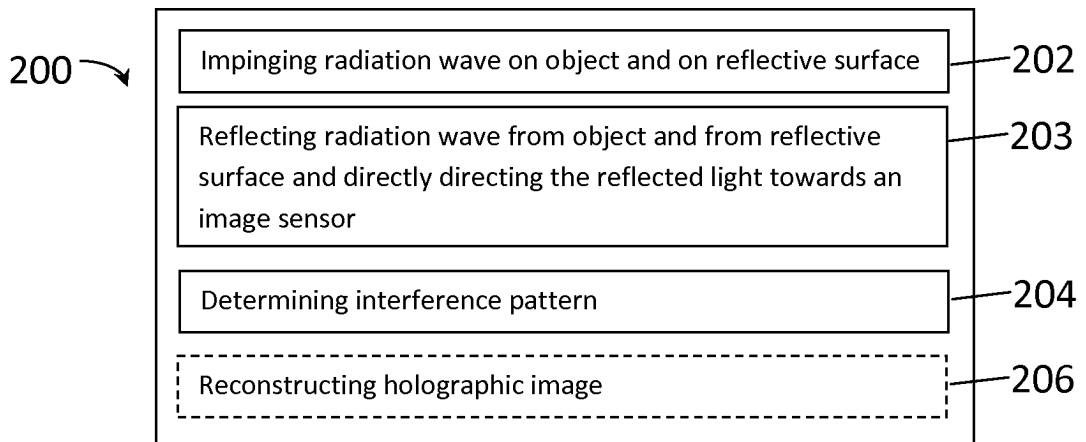 200
Impinging radiation wave on object and on reflective surface
202
Reflecting radiation wave from object and from reflective
surface and directly directing the reflected light towards an
image sensor
203
Determining interference pattern
204
Reconstructing holographic image
206